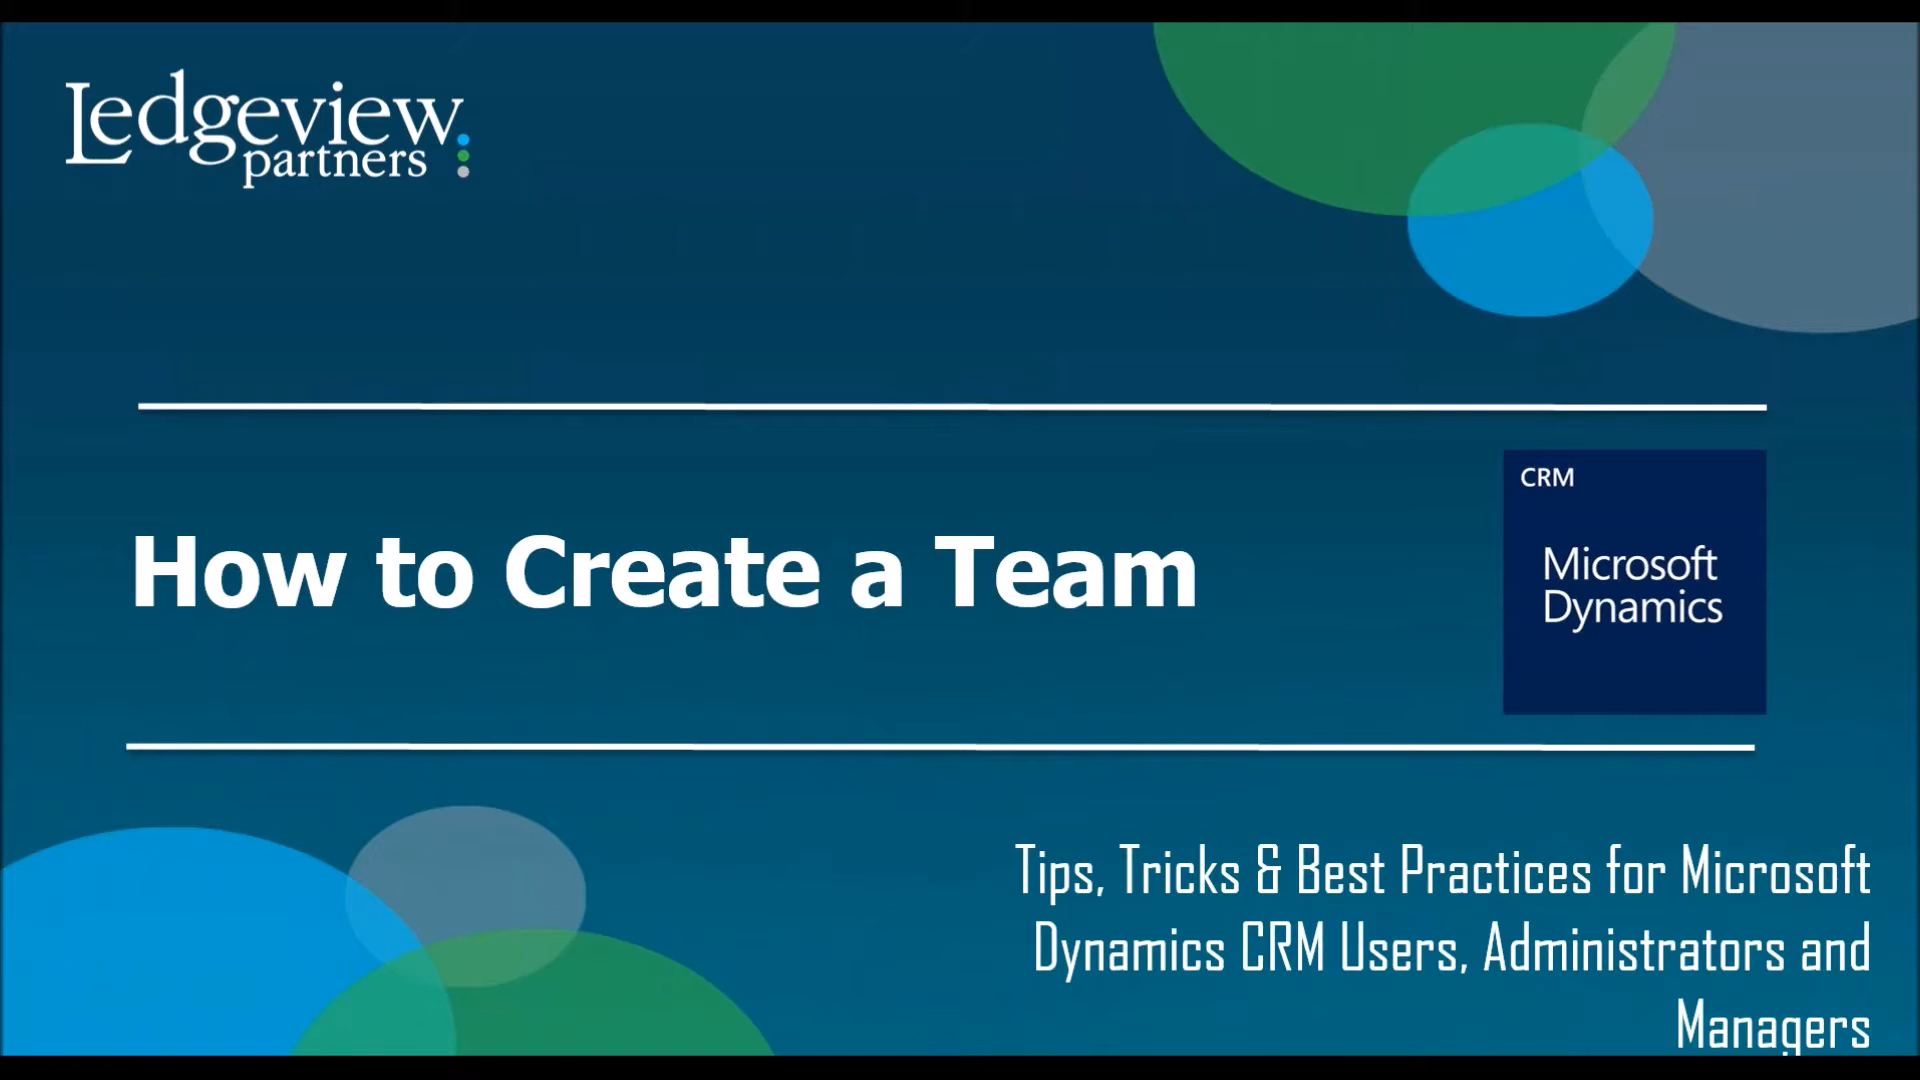 Ledgeview
partners
CRM
How to Create a Team
Microsoft
Dynamics
Tips, Tricks & Best Practices for Microsoft
Dynamics CRM Users, Administrators and
Managers